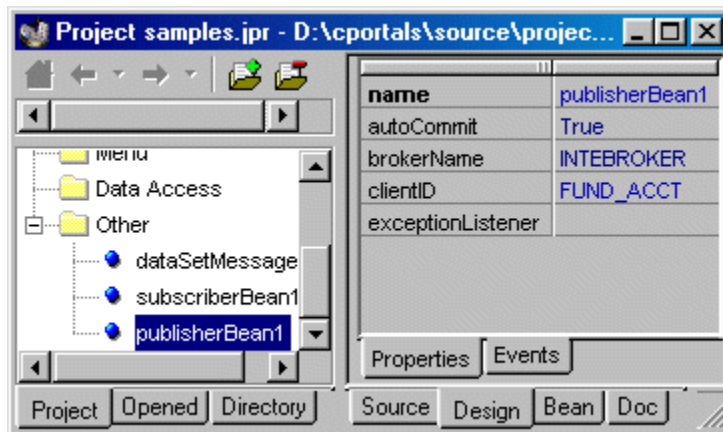 Project samples.jpr - D:\cportals\source\projec...
name publisherBean1
autoCommit True
brokerName INTEBROKER
clientID FUND_ACCT
exceptionListener
Menu
Data Access
Other
dataSetMessage
subscriberBean1
publisherBean1
Properties Events
Project Opened Directory
Source Design Bean Doc